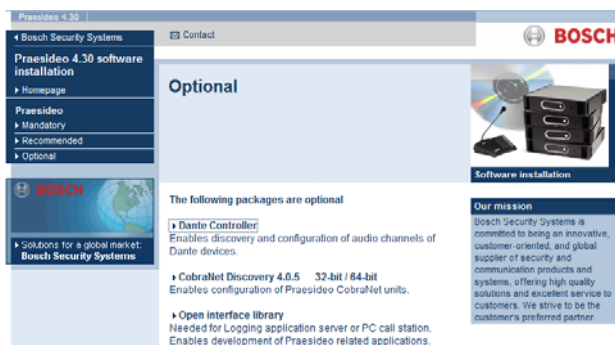 Praesideo 4.30
Bosch Security Systems
Praesideo 4.30 software
installation
Homepage
Praesideo
Mandatory
Recommended
Optional
BOSCH
Solutions for a global market:
Bosch Security Systems
Contact
BOSCH
Optional
The following packages are optional
Dante Controller
Enables discovery and configuration of audio channels of
Dante devices.
CobraNet Discovery 4.0.5 32-bit / 64-bit
Enables configuration of Praesideo CobraNet units.
Open interface library
Needed for Logging application server or PC call station.
Enables development of Praesideo related applications.
Software installation
Our mission
Bosch Security Systems is
committed to being an innovative,
customer-oriented, and global
supplier of security and
communication products and
systems, offering high quality
solutions and excellent service to
customers. We strive to be the
customer's preferred partner.